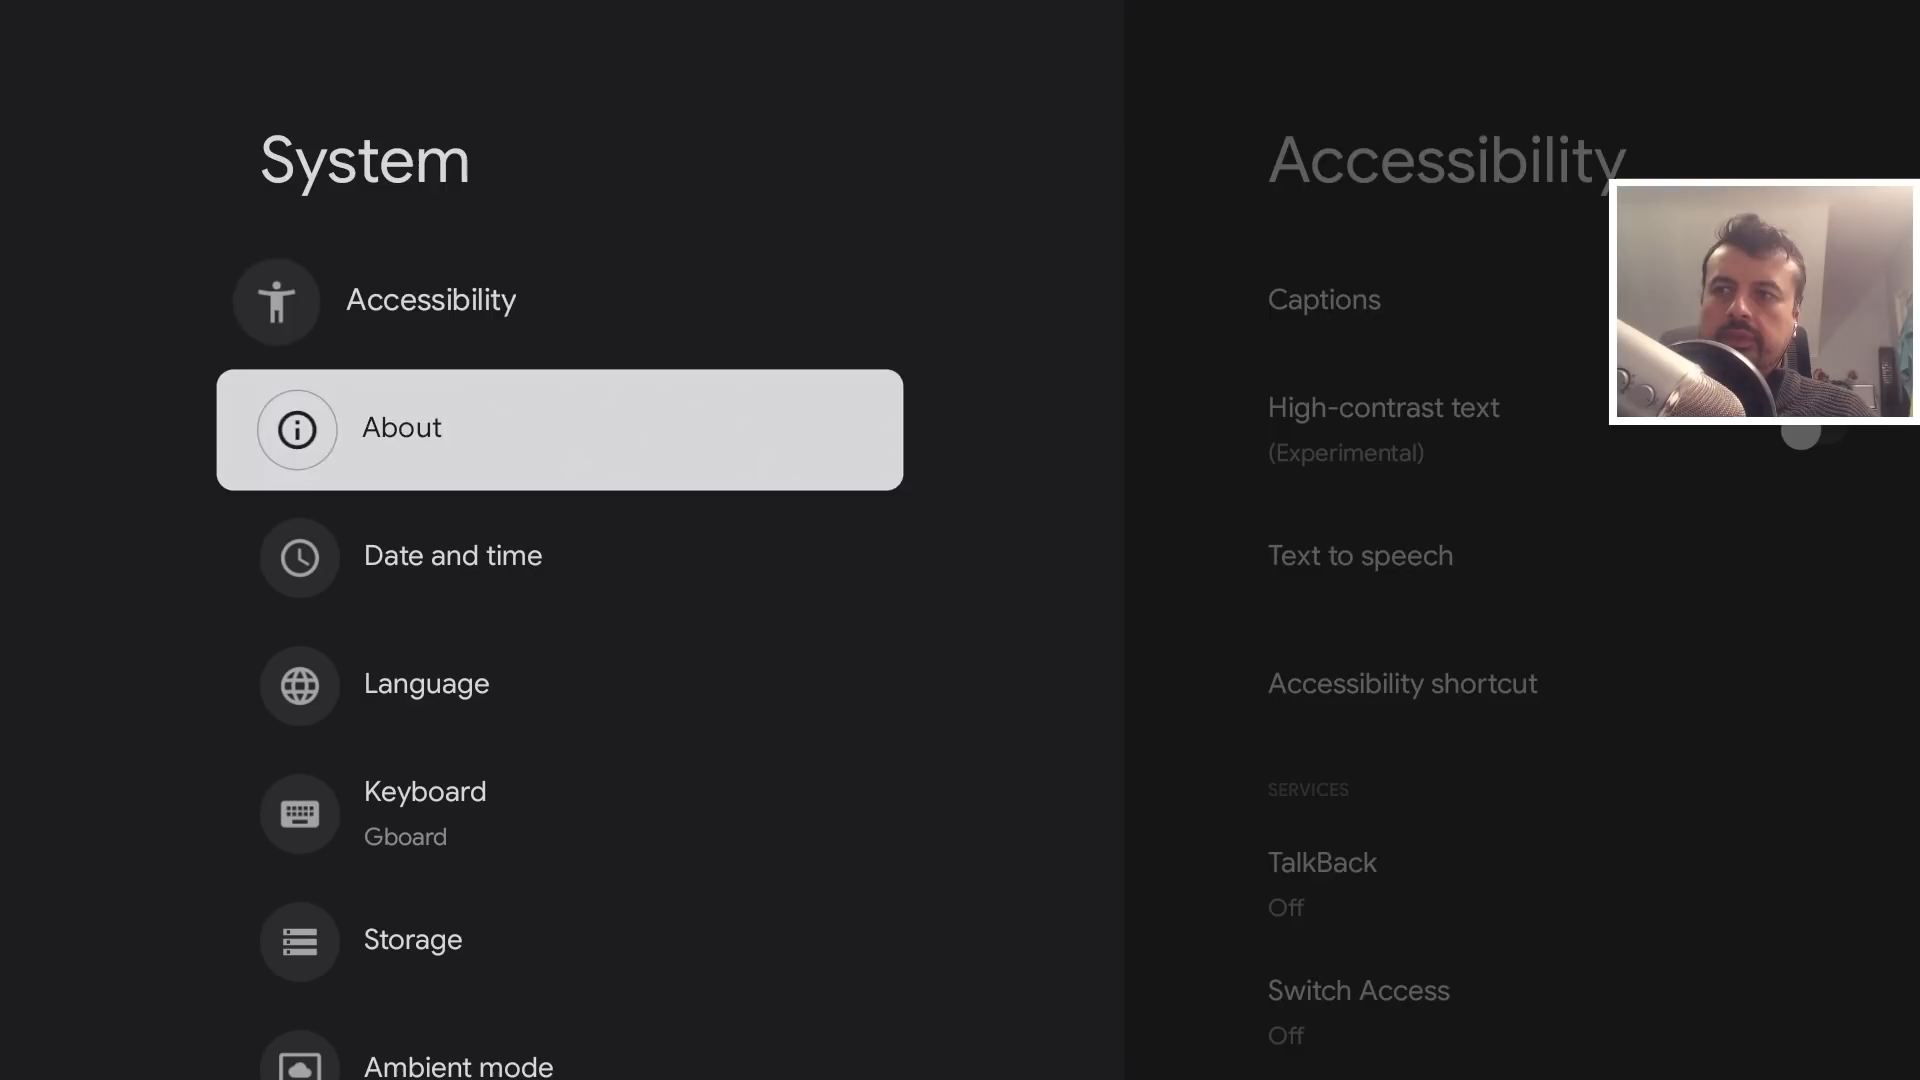 System
Accessibility
About
Date and time
Language
Keyboard
Gboard
Storage
Ambient mode
Accessibility
Captions
High-contrast text
(Experimental)
Text to speech
Accessibility shortcut
SERVICES
TalkBack
Off
Switch Access
Off